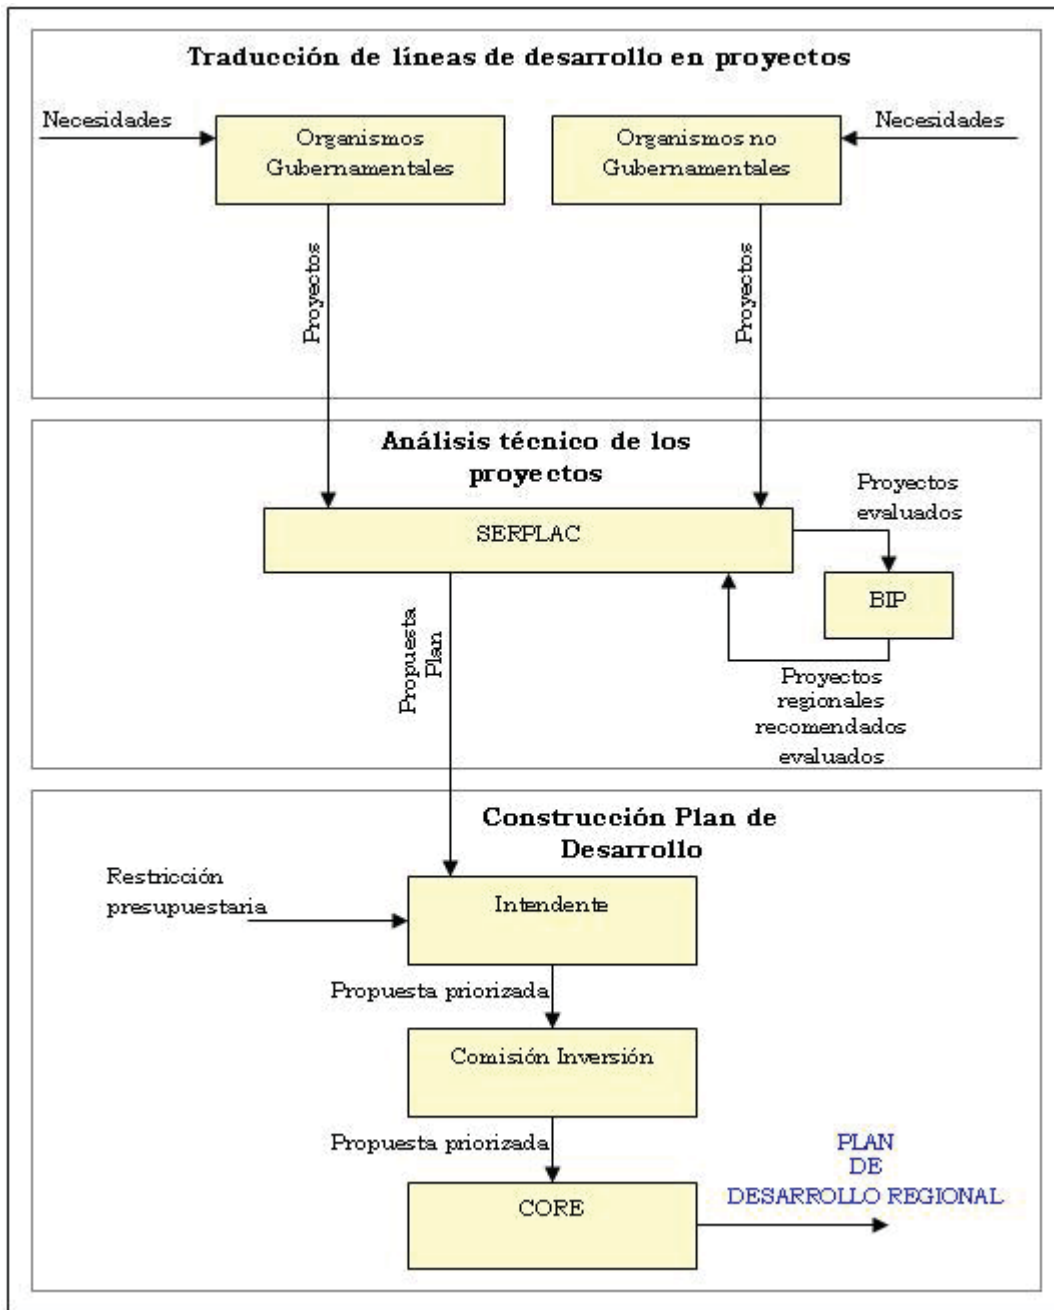 Traducción de líneas de desarrollo en proyectos
Necesidades
Organismos
Gubernamentales
Organismos no
Gubernamentales
Necesidades
Proyectos
Proyectos
Análisis técnico de los
proyectos
SERPLAC
Proyectos
evaluados
BIP
Proyectos
regionales
recomendados
evaluados
Propuesta
Plan
Construcción Plan de
Desarrollo
Restricción
presupuestaria
Intendente
Propuesta priorizada
Comisión Inversión
Propuesta priorizada
CORE
PLAN
DE
DESARROLLO REGIONAL